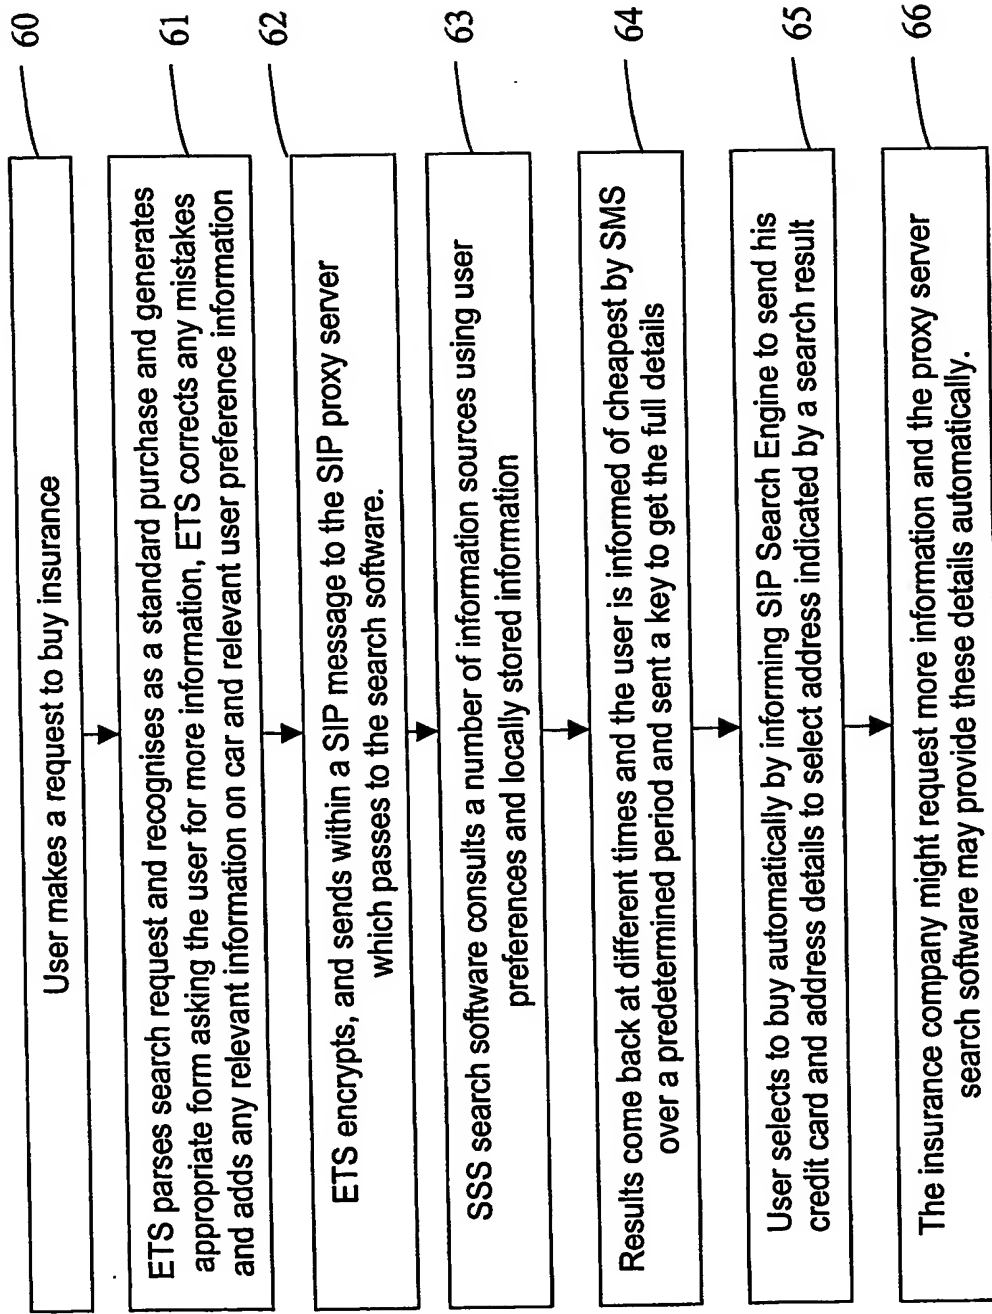 User makes a request to buy insurance
60
ETS parses search request and recognises as a standard purchase and generates
appropriate form asking the user for more information, ETS corrects any mistakes
and adds any relevant information on car and relevant user preference information
61
ETS encrypts, and sends within a SIP message to the SIP proxy server
which passes to the search software.
62
SSS search software consults a number of information sources using user
preferences and locally stored information
63
Results come back at different times and the user is informed of cheapest by SMS
over a predetermined period and sent a key to get the full details
64
User selects to buy automatically by informing SIP Search Engine to send his
credit card and address details to select address indicated by a search result
65
The insurance company might request more information and the proxy server
search software may provide these details automatically.
66